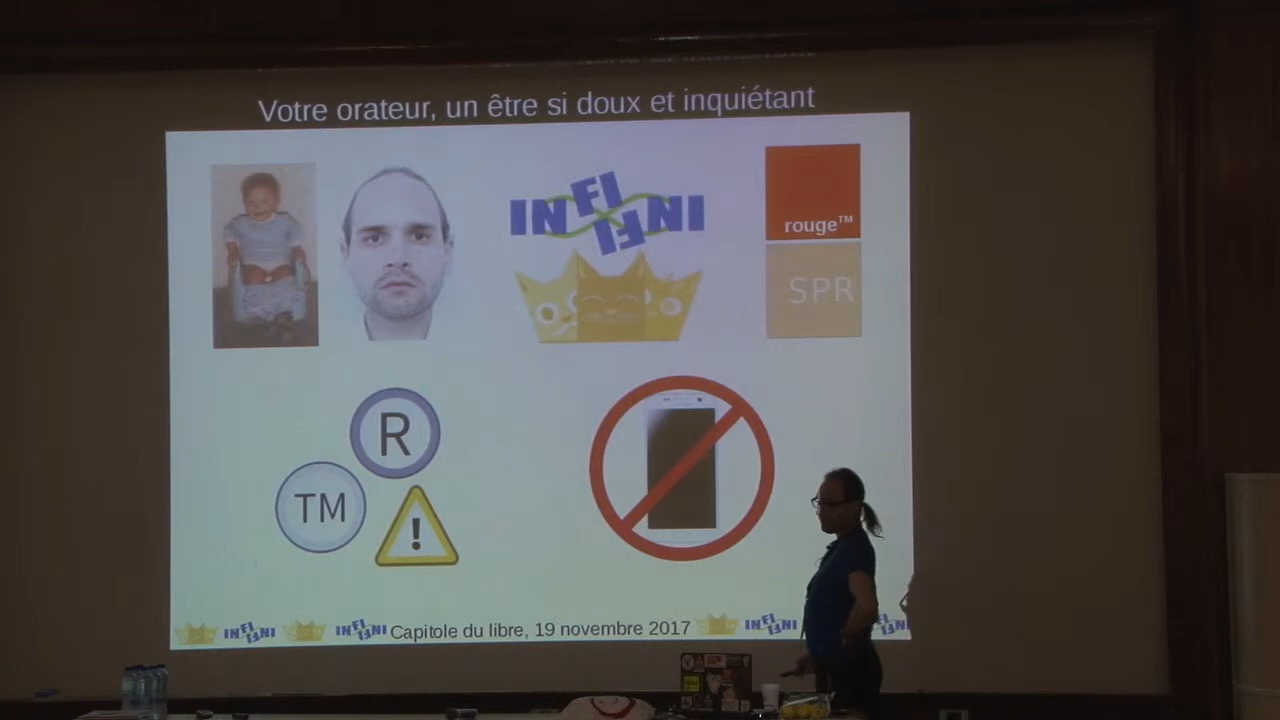 Votre orateur, un être si doux et inquiétant
INFINI
rouge™
SPR
R
TM
!
INFINI
INFINI
Capitole du libre, 19 novembre 2017
INFINI